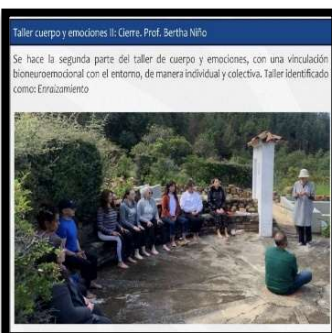 Taller cuerpo y emociones II: Cierre. Prof. Bertha Niño
Se hace la segunda parte del taller de cuerpo y emociones, con una vinculación
bioneuroemocional con el entorno, de manera individual y colectiva. Taller identificado
como: Enraizamiento